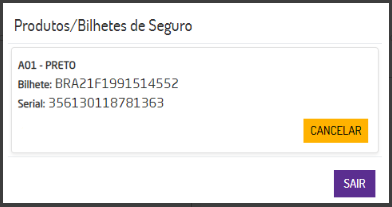 Produtos/Bilhetes de Seguro
A01 - PRETO
Bilhete: BRA21F1991514552
Serial: 356130118781363
CANCELAR
SAIR